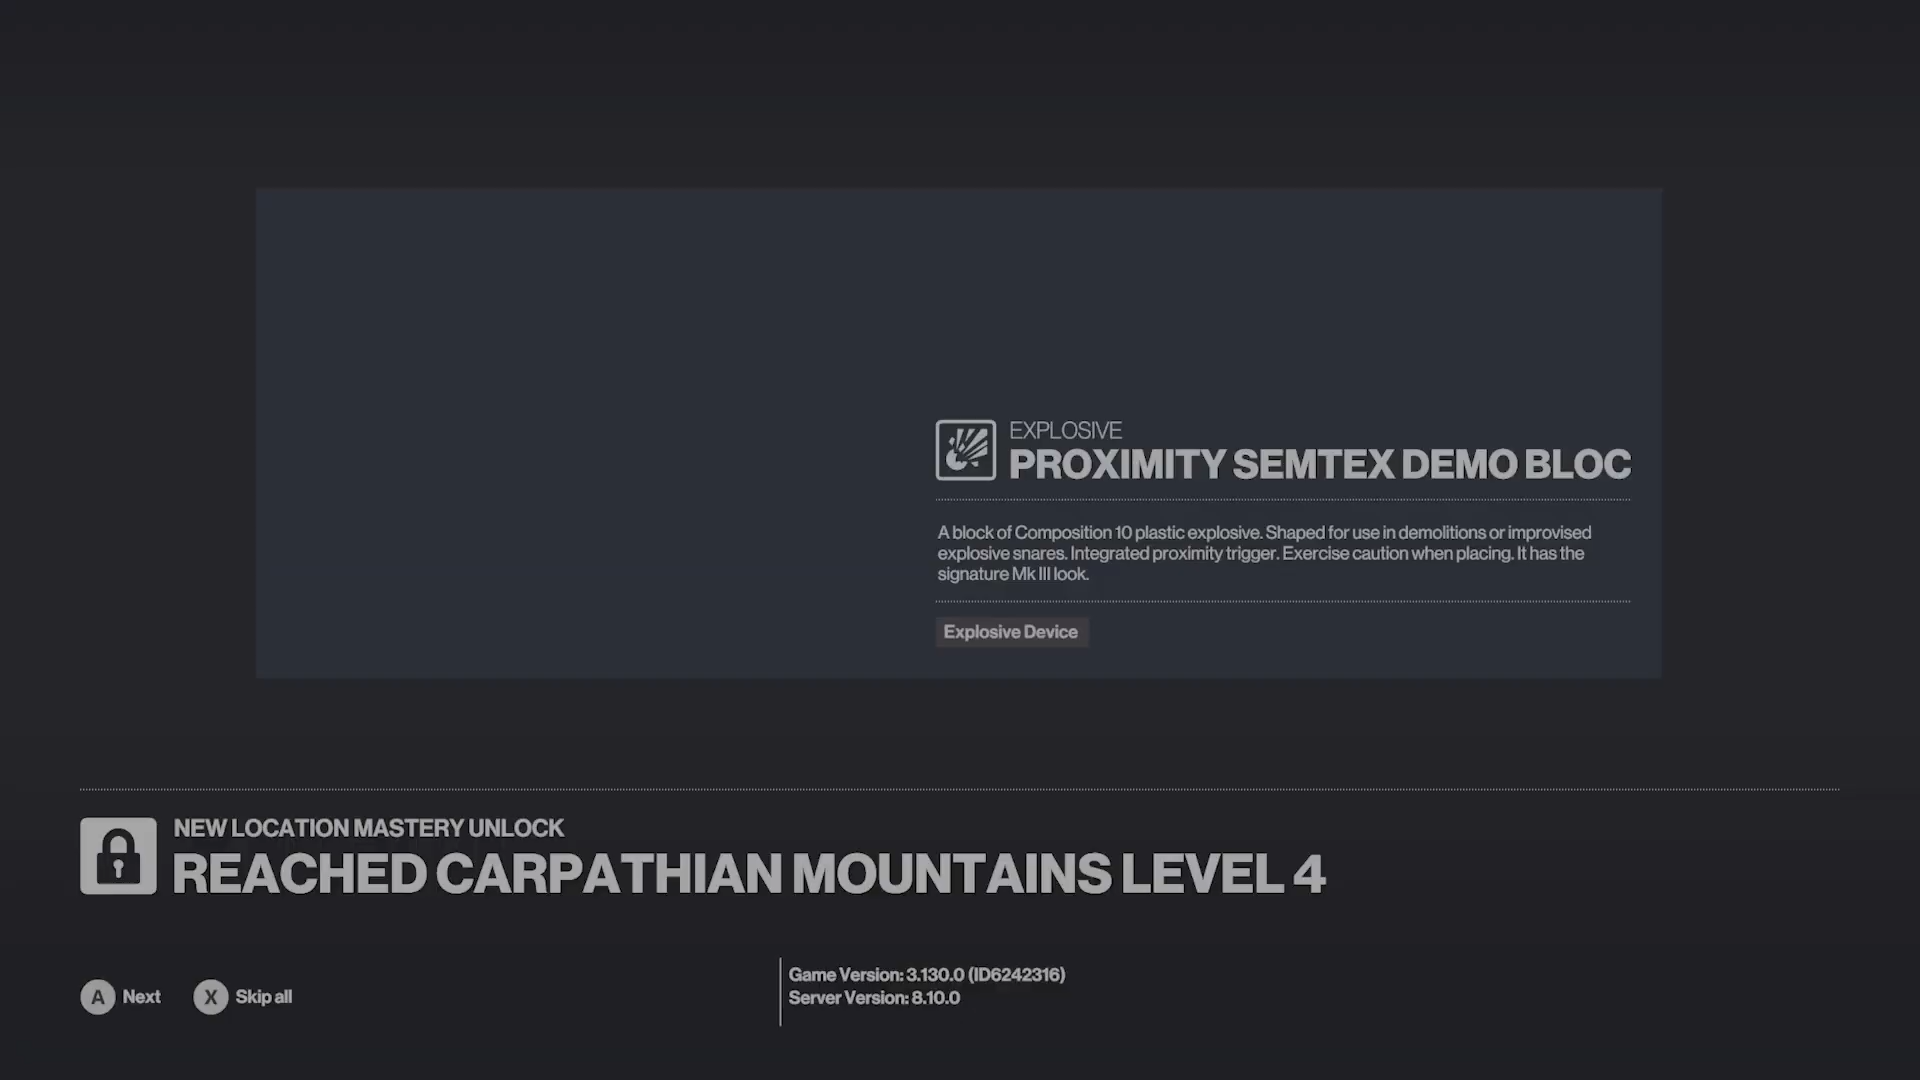 EXPLOSIVE
PROXIMITY SEMTEX DEMO BLOC
A block of Composition 10 plastic explosive. Shaped for use in demolitions or improvised
explosive snares. Integrated proximity trigger. Exercise caution when placing. It has the
signature Mk III look.
Explosive Device
NEW LOCATION MASTERY UNLOCK
REACHED CARPATHIAN MOUNTAINS LEVEL 4
A Next X Skip all
Game Version: 3.130.0 (ID6242316)
Server Version: 8.10.0